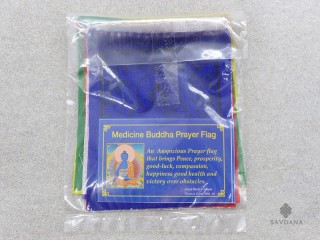 Medicine Buddha Prayer Flag
An Auspicious Prayer flag
that brings Peace, prosperity,
good-luck, compassion,
happiness good health and
victory over obstacles.
SAVDANA